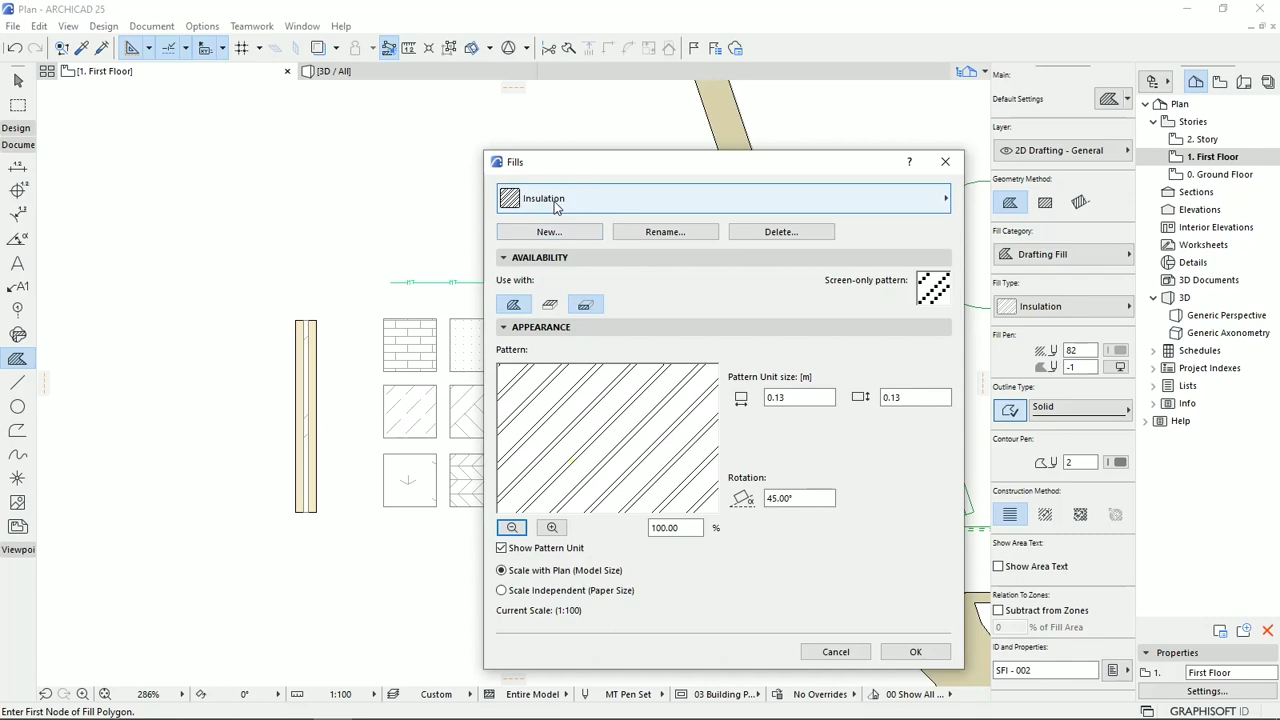 Plan - ARCHICAD 25
File Edit View Design Document Options Teamwork Window Help
[1. First Floor]
[3D / All]
Design
Docume
Viewpoi
Fills
?
Insulation
New...
Rename...
Delete...
AVAILABILITY
Use with:
Screen-only pattern:
APPEARANCE
Pattern:
Pattern Unit size: [m]
0.13
0.13
Rotation:
45.00°
100.00 %
Show Pattern Unit
Scale with Plan (Model Size)
Scale Independent (Paper Size)
Current Scale: (1:100)
Cancel
OK
Main:
Default Settings
Layer:
2D Drafting - General
Geometry Method:
Fill Category:
Drafting Fill
Fill Type:
Insulation
Fill Pen:
82
-1
Outline Type:
Solid
Contour Pen:
2
Construction Method:
Show Area Text:
Show Area Text
Relation To Zones:
Subtract from Zones
0 % of Fill Area
ID and Properties:
SFI - 002
Plan
Stories
2. Story
1. First Floor
0. Ground Floor
Sections
Elevations
Interior Elevations
Worksheets
Details
3D Documents
3D
Generic Perspective
Generic Axonometry
Schedules
Project Indexes
Lists
Info
Help
Properties
1. First Floor
Settings...
GRAPHISOFT ID
286%
0°
1:100
Custom
Entire Model
MT Pen Set
03 Building P...
No Overrides
00 Show All ...
Enter First Node of Fill Polygon.